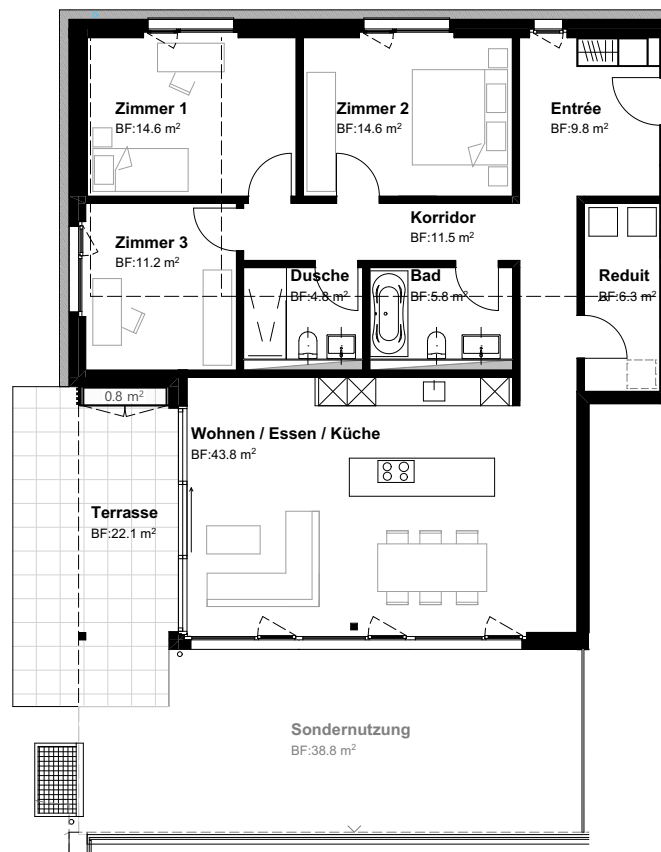 Zimmer 1
BF:14.6 m²
Zimmer 2
BF:14.6 m²
Entrée
BF:9.8 m²
Korridor
BF:11.5 m²
Zimmer 3
BF:11.2 m²
Dusche
BF:4.8 m²
Bad
BF:5.8 m²
Reduit
BF:6.3 m²
0.8 m²
Wohnen / Essen / Küche
BF:43.8 m²
Terrasse
BF:22.1 m²
Sondernutzung
BF:38.8 m²